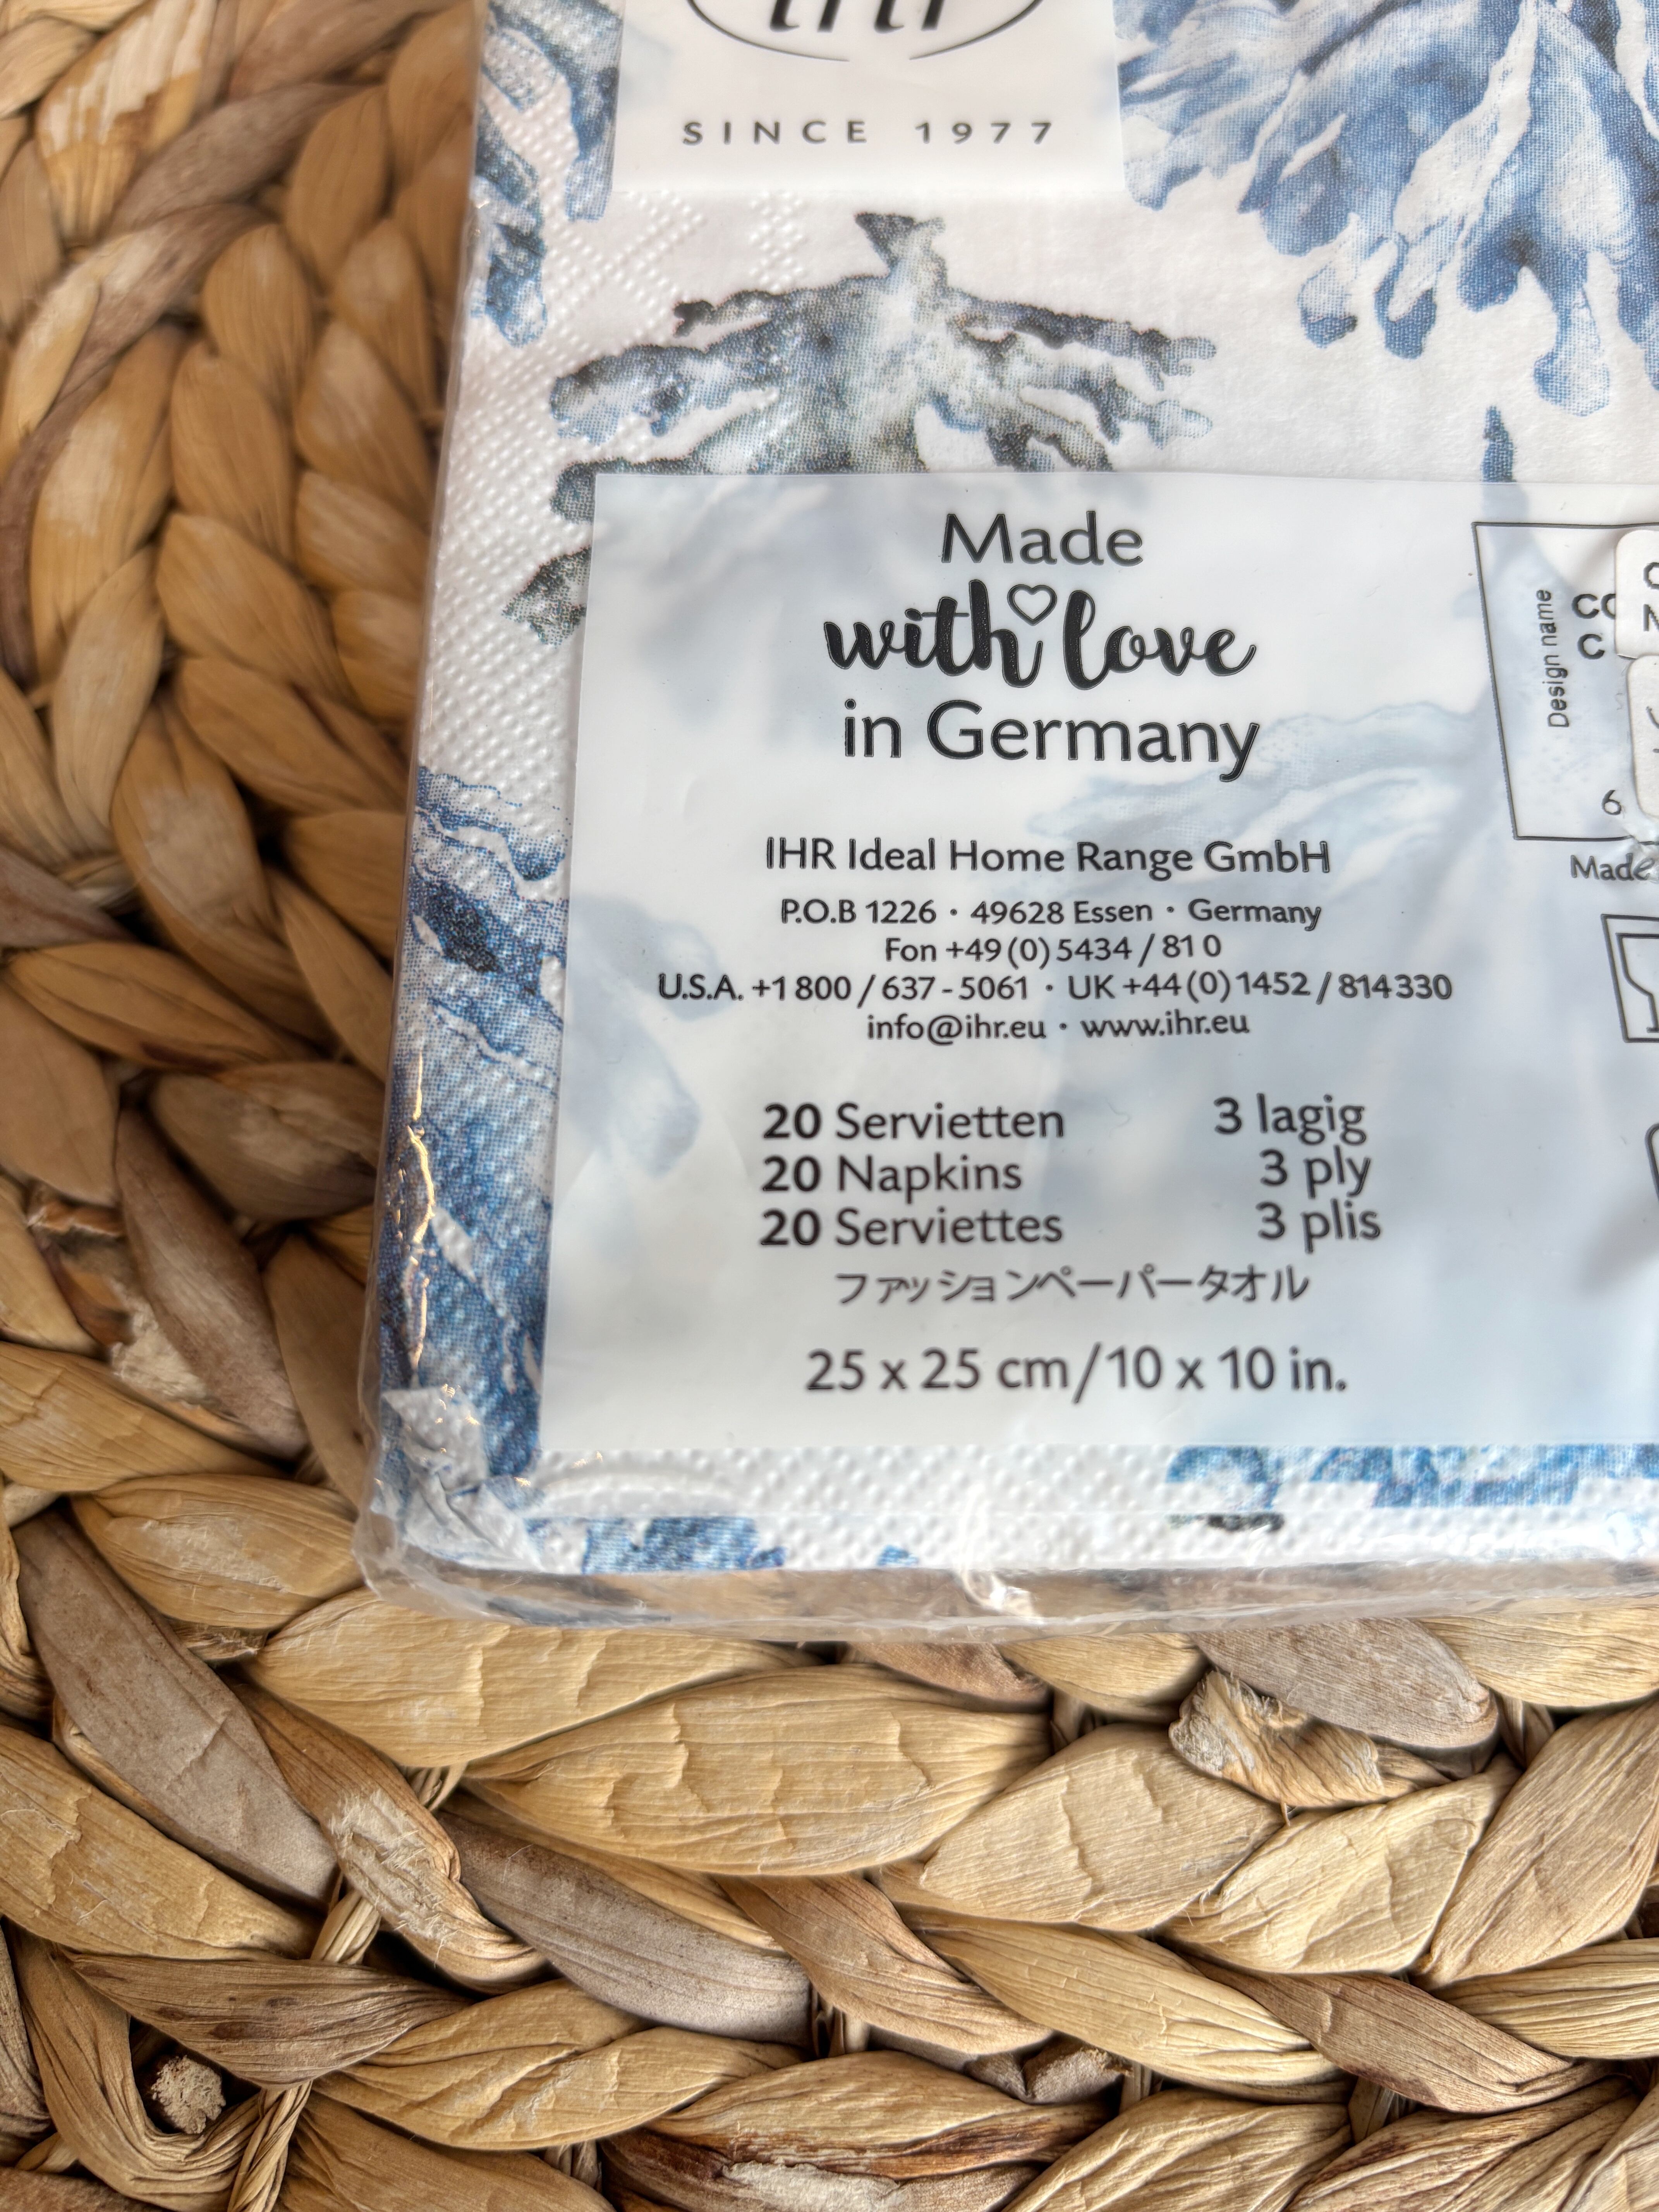 ihr
SINCE 1977
Made
with love
in Germany
IHR Ideal Home Range GmbH
P.O.B 1226 • 49628 Essen • Germany
Fon +49 (0) 5434 / 81 0
U.S.A. +1 800 / 637 - 5061 • UK +44 (0) 1452 / 814330
info@ihr.eu • www.ihr.eu
20 Servietten 3 lagig
20 Napkins 3 ply
20 Serviettes 3 plis
ファッションペーパータオル
25 x 25 cm/10 x 10 in.
Design name
6
Made